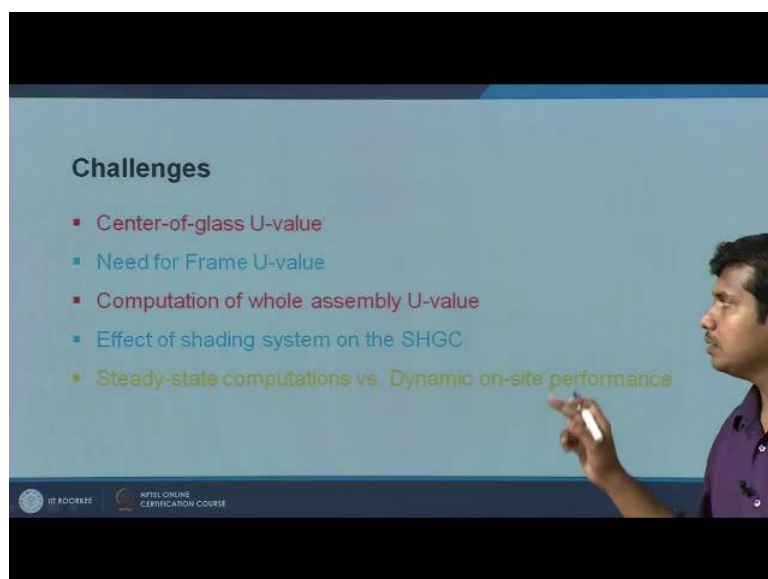 Challenges
Center-of-glass U-value
Need for Frame U-value
Computation of whole assembly U-value
Effect of shading system on the SHGC
Steady-state computations vs. Dynamic on-site performance
IIT ROORKEE
NPTEL ONLINE
CERTIFICATION COURSE